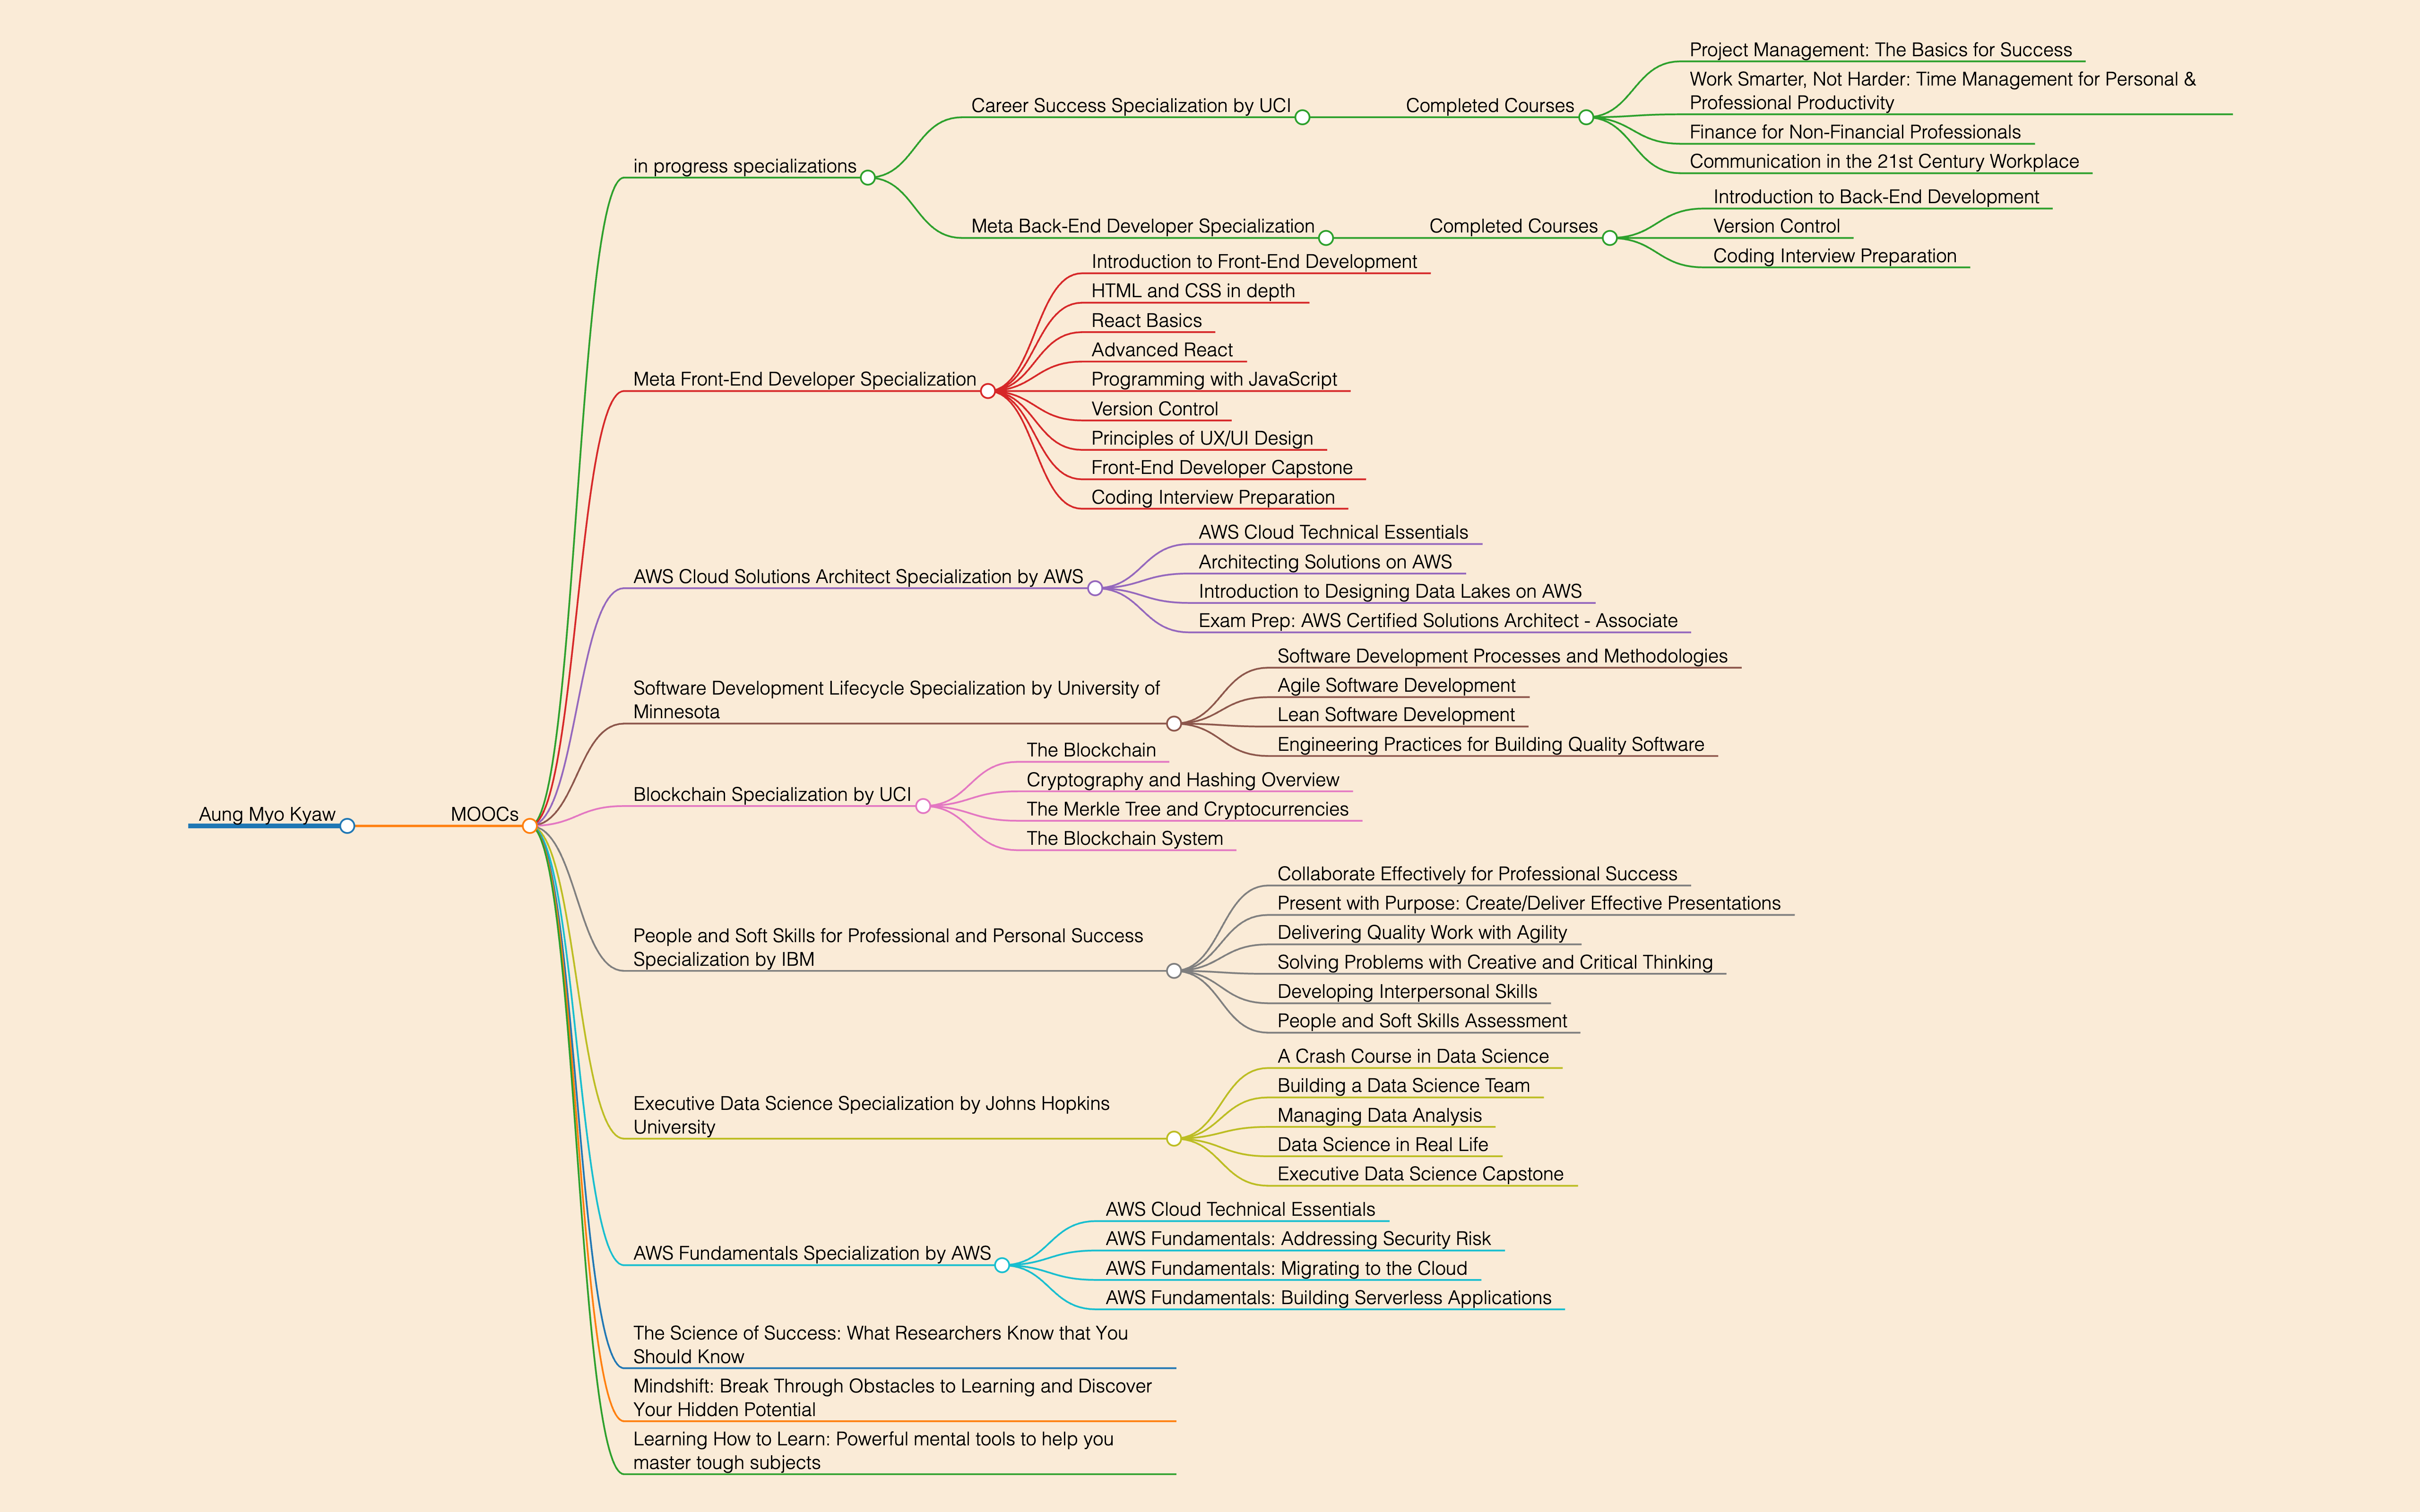 Aung Myo Kyaw
MOOCs
in progress specializations
Career Success Specialization by UCI
Completed Courses
Project Management: The Basics for Success
Work Smarter, Not Harder: Time Management for Personal &
Professional Productivity
Finance for Non-Financial Professionals
Communication in the 21st Century Workplace
Meta Back-End Developer Specialization
Completed Courses
Introduction to Back-End Development
Version Control
Coding Interview Preparation
Meta Front-End Developer Specialization
Introduction to Front-End Development
HTML and CSS in depth
React Basics
Advanced React
Programming with JavaScript
Version Control
Principles of UX/UI Design
Front-End Developer Capstone
Coding Interview Preparation
AWS Cloud Solutions Architect Specialization by AWS
AWS Cloud Technical Essentials
Architecting Solutions on AWS
Introduction to Designing Data Lakes on AWS
Exam Prep: AWS Certified Solutions Architect - Associate
Software Development Lifecycle Specialization by University of
Minnesota
Software Development Processes and Methodologies
Agile Software Development
Lean Software Development
Engineering Practices for Building Quality Software
Blockchain Specialization by UCI
The Blockchain
Cryptography and Hashing Overview
The Merkle Tree and Cryptocurrencies
The Blockchain System
People and Soft Skills for Professional and Personal Success
Specialization by IBM
Collaborate Effectively for Professional Success
Present with Purpose: Create/Deliver Effective Presentations
Delivering Quality Work with Agility
Solving Problems with Creative and Critical Thinking
Developing Interpersonal Skills
People and Soft Skills Assessment
Executive Data Science Specialization by Johns Hopkins
University
A Crash Course in Data Science
Building a Data Science Team
Managing Data Analysis
Data Science in Real Life
Executive Data Science Capstone
AWS Fundamentals Specialization by AWS
AWS Cloud Technical Essentials
AWS Fundamentals: Addressing Security Risk
AWS Fundamentals: Migrating to the Cloud
AWS Fundamentals: Building Serverless Applications
The Science of Success: What Researchers Know that You
Should Know
Mindshift: Break Through Obstacles to Learning and Discover
Your Hidden Potential
Learning How to Learn: Powerful mental tools to help you
master tough subjects